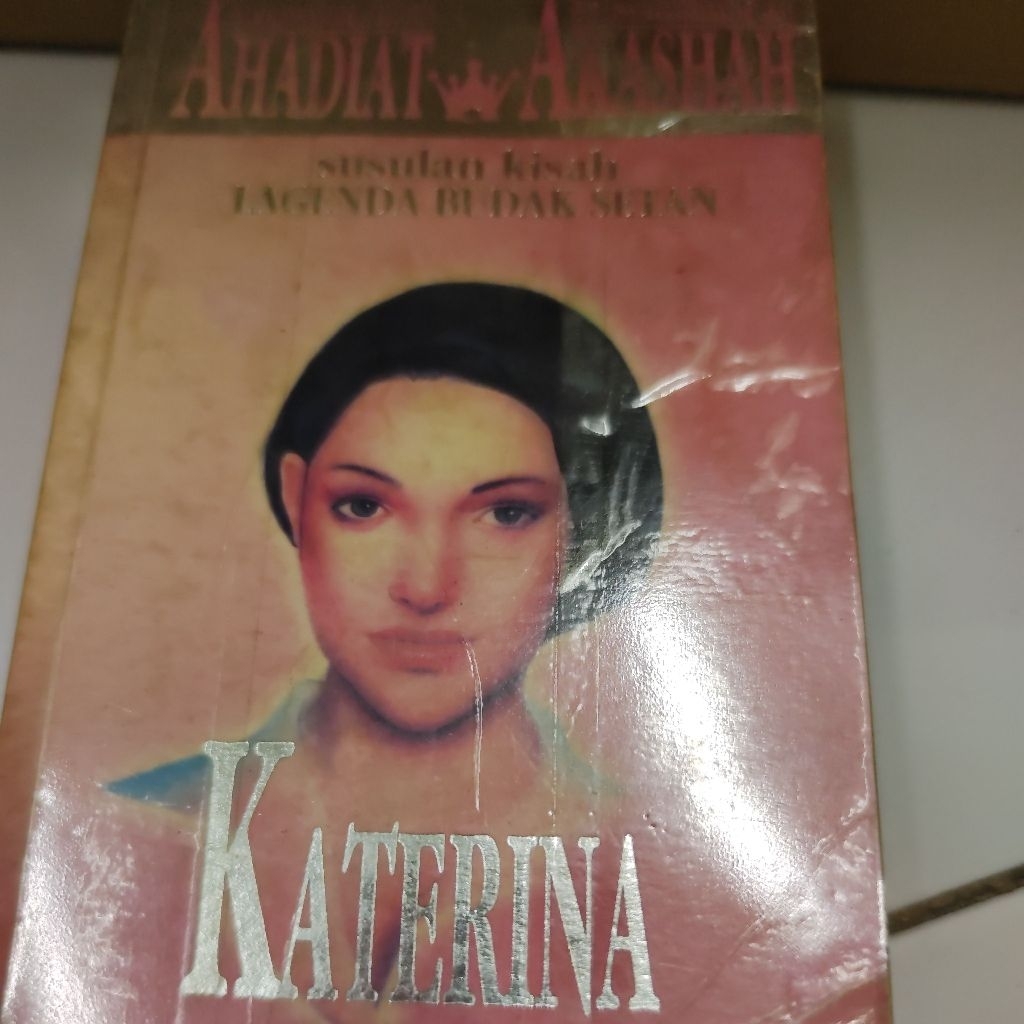 AHADIAT AKASHAH
susulan kisah
LAGENDA BUDAK SETAN
KATERINA